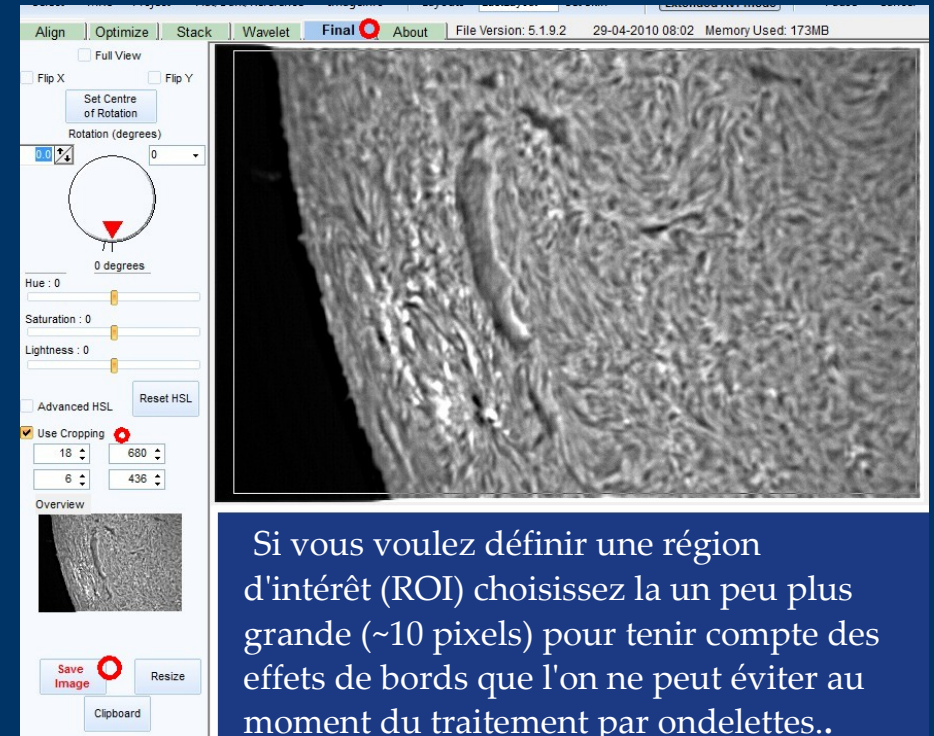 Align Optimize Stack Wavelet Final About File Version: 5.1.9.2 29-04-2010 08:02 Memory Used: 173MB
Full View
Flip X Flip Y
Set Centre
of Rotation
Rotation (degrees)
0.0 0
0 degrees
Hue : 0
Saturation : 0
Lightness : 0
Advanced HSL Reset HSL
Use Cropping
18 680
6 436
Overview
Save
Image
Resize
Clipboard
Si vous voulez définir une région
d'intérêt (ROI) choisissez la un peu plus
grande (~10 pixels) pour tenir compte des
effets de bords que l'on ne peut éviter au
moment du traitement par ondelettes..